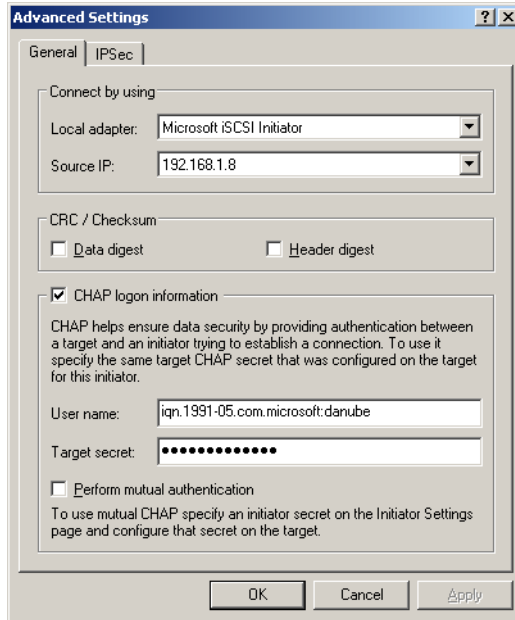 Advanced Settings
General
IPSec
Connect by using
Local adapter:
Microsoft iSCSI Initiator
Source IP:
192.168.1.8
CRC / Checksum
Data digest
Header digest
CHAP logon information
CHAP helps ensure data security by providing authentication between
a target and an initiator trying to establish a connection. To use it
specify the same target CHAP secret that was configured on the target
for this initiator.
User name:
iqn.1991-05.com.microsoft:danube
Target secret:
•••••••••••••
Perform mutual authentication
To use mutual CHAP specify an initiator secret on the Initiator Settings
page and configure that secret on the target.
OK
Cancel
Apply